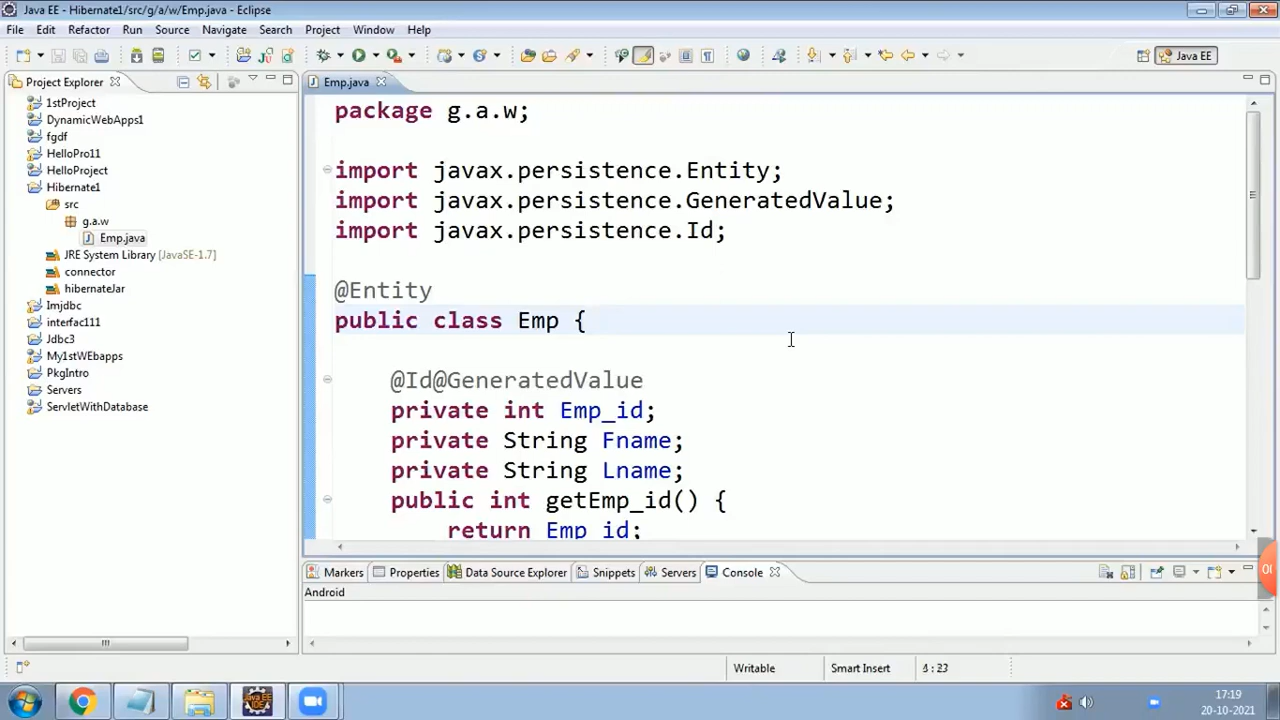 Java EE - Hibernate1/src/g/a/w/Emp.java - Eclipse
File Edit Refactor Run Source Navigate Search Project Window Help
Java EE
Project Explorer
1stProject
DynamicWebApps1
fgdf
HelloPro11
HelloProject
Hibernate1
src
g.a.w
Emp.java
JRE System Library [JavaSE-1.7]
connector
hibernateJar
Imjdbc
interfac111
Jdbc3
My1stWEbapps
PkgIntro
Servers
ServletWithDatabase
Emp.java
package g.a.w;
import javax.persistence.Entity;
import javax.persistence.GeneratedValue;
import javax.persistence.Id;
@Entity
public class Emp {
@Id@GeneratedValue
private int Emp_id;
private String Fname;
private String Lname;
public int getEmp_id() {
return Emp_id;
Markers Properties Data Source Explorer Snippets Servers Console
Android
Writable Smart Insert
17:19
20-10-2021